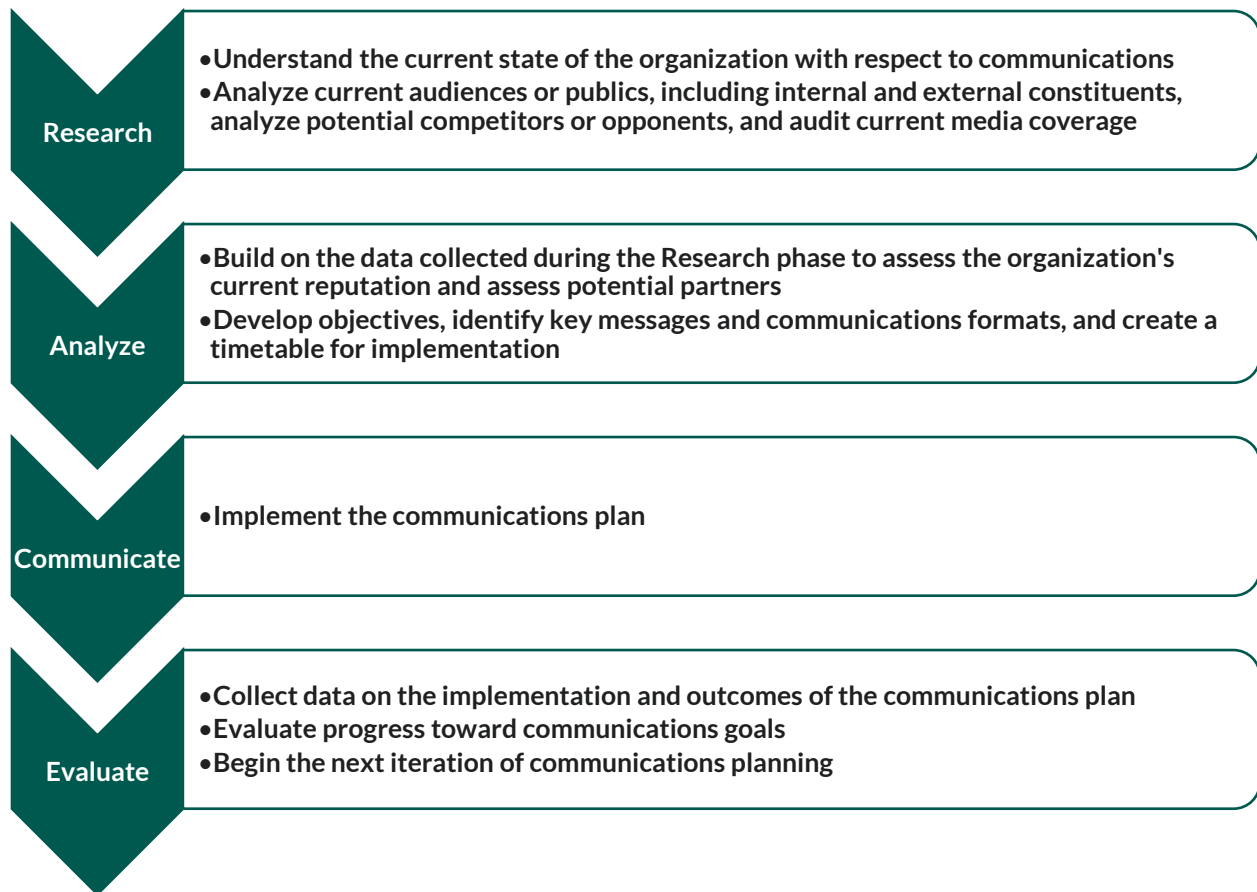 Research
•Understand the current state of the organization with respect to communications
•Analyze current audiences or publics, including internal and external constituents,
analyze potential competitors or opponents, and audit current media coverage
Analyze
•Build on the data collected during the Research phase to assess the organization's
current reputation and assess potential partners
•Develop objectives, identify key messages and communications formats, and create a
timetable for implementation
Communicate
•Implement the communications plan
Evaluate
•Collect data on the implementation and outcomes of the communications plan
•Evaluate progress toward communications goals
•Begin the next iteration of communications planning